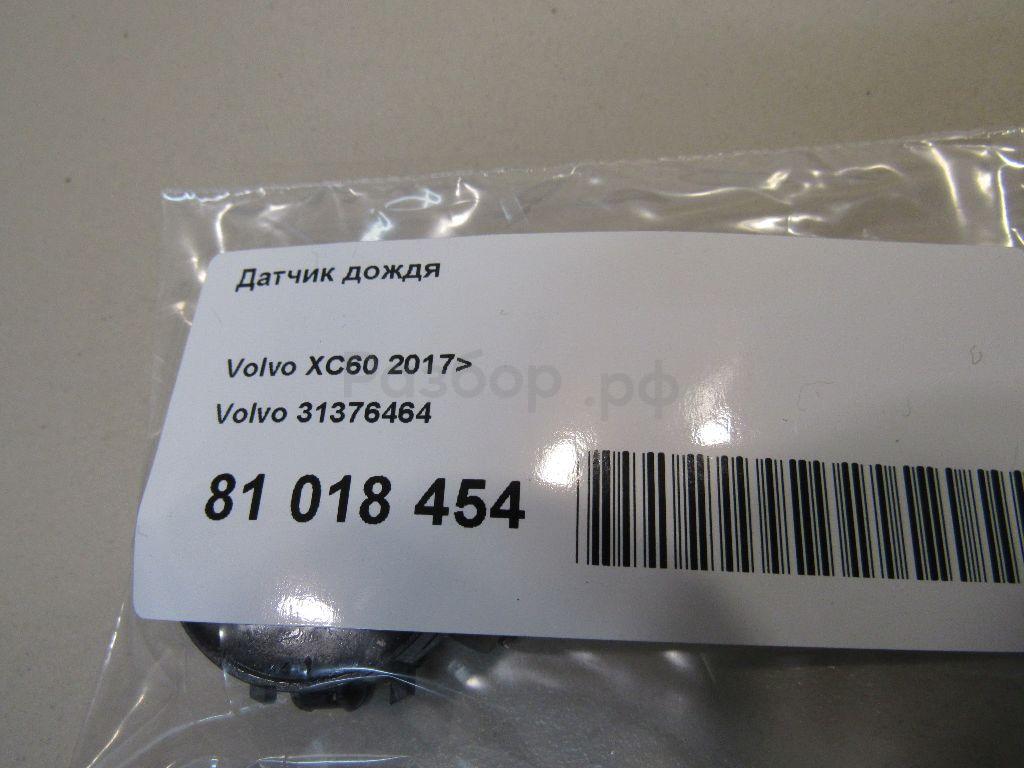 Датчик дождя
Volvo XC60 2017>
Разбор.рф
Volvo 31376464
81 018 454